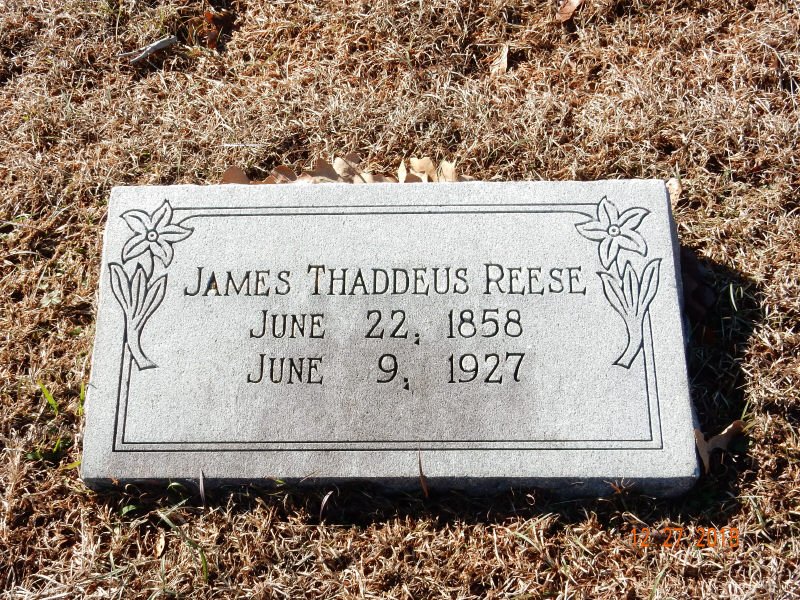 James Thaddeus Reese
June 22, 1858
June 9, 1927
12.27.2018